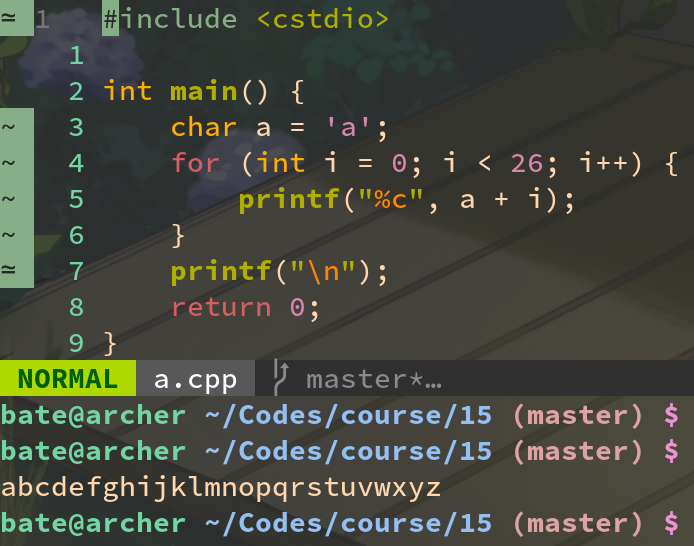 ≃ 1 #include <cstdio>
1
2 int main() {
~ 3 char a = 'a';
~ 4 for (int i = 0; i < 26; i++) {
~ 5 printf("%c", a + i);
~ 6 }
≃ 7 printf("\n");
8 return 0;
9 }
NORMAL a.cpp master*…
bate@archer ~/Codes/course/15 (master) $
bate@archer ~/Codes/course/15 (master) $
abcdefghijklmnopqrstuvwxyz
bate@archer ~/Codes/course/15 (master) $